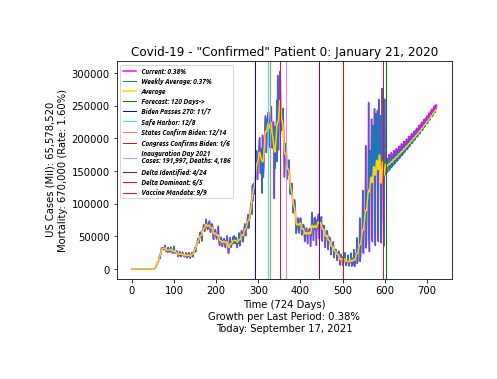 Covid-19 - "Confirmed" Patient 0: January 21, 2020
US Cases (Mil): 65,578,520
Mortality: 670,000 (Rate: 1.60%)
300000
250000
200000
150000
100000
50000
0
Current: 0.38%
Weekly Average: 0.37%
Average
Forecast: 120 Days->
Biden Passes 270: 11/7
Safe Harbor: 12/8
States Confirm Biden: 12/14
Congress Confirms Biden: 1/6
Inauguration Day 2021
Cases: 191,997, Deaths: 4,186
Delta Identified: 4/24
Delta Dominant: 6/5
Vaccine Mandate: 9/9
0 100 200 300 400 500 600 700
Time (724 Days)
Growth per Last Period: 0.38%
Today: September 17, 2021